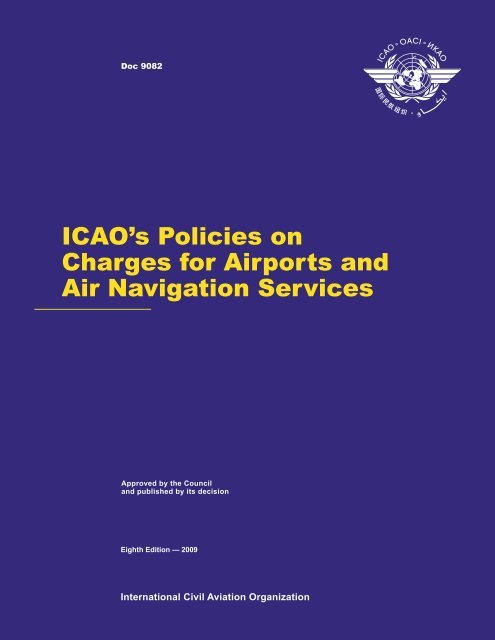 Doc 9082
ICAO · OACI · ИКАО
国际民航组织 · إيكاو
ICAO’s Policies on
Charges for Airports and
Air Navigation Services
Approved by the Council
and published by its decision
Eighth Edition — 2009
International Civil Aviation Organization